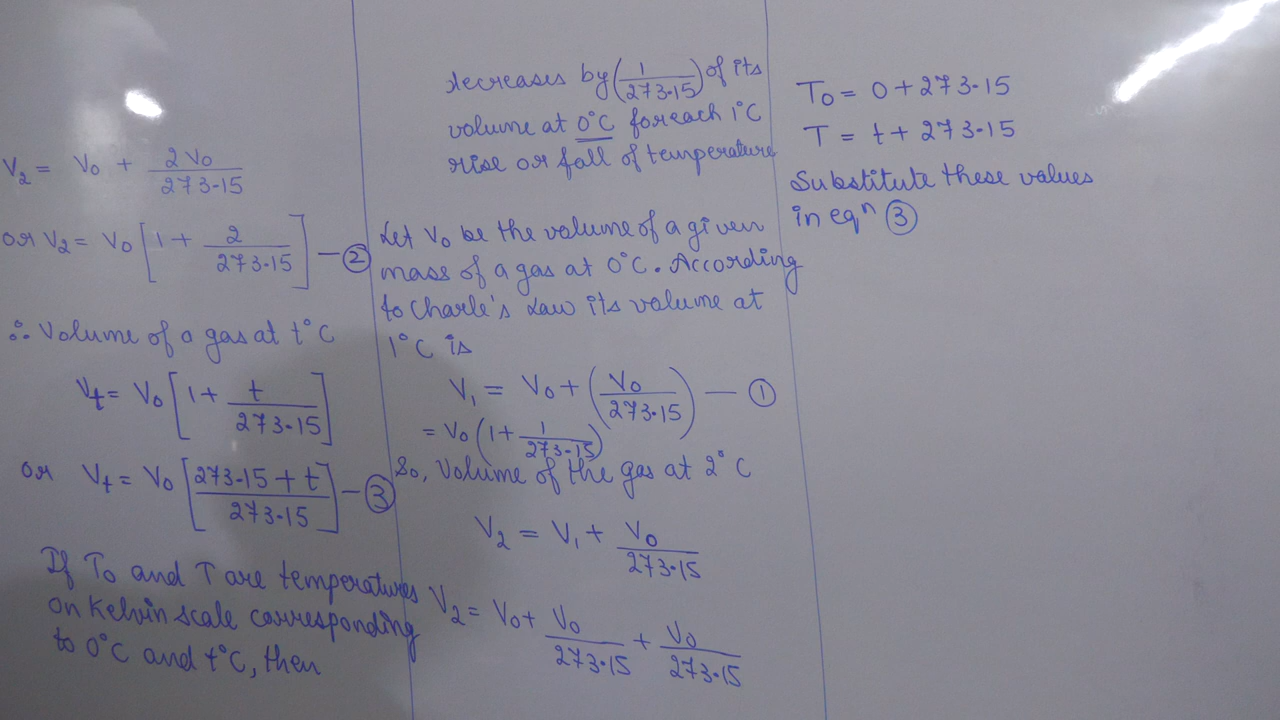 decreases by (1/273.15) of its
volume at 0°C foreach 1°C
rise or fall of temperature
Let V₀ be the volume of a given
mass of a gas at 0°C. According
to Charle's Law its volume at
1°C is
V₁ = V₀ + (V₀/273.15) — ①
= V₀ (1 + 1/273.15)
So, Volume of the gas at 2°C
V₂ = V₁ + V₀/273.15
V₂ = V₀ + V₀/273.15 + V₀/273.15
V₂ = V₀ + 2V₀/273.15
or V₂ = V₀ [1 + 2/273.15] — ②
∴ Volume of a gas at t°C
Vt = V₀ [1 + t/273.15]
or Vt = V₀ [273.15 + t/273.15] — ③
If T₀ and T are temperatures
on Kelvin scale corresponding
to 0°C and t°C, then
T₀ = 0 + 273.15
T = t + 273.15
Substitute these values
in eqⁿ ③